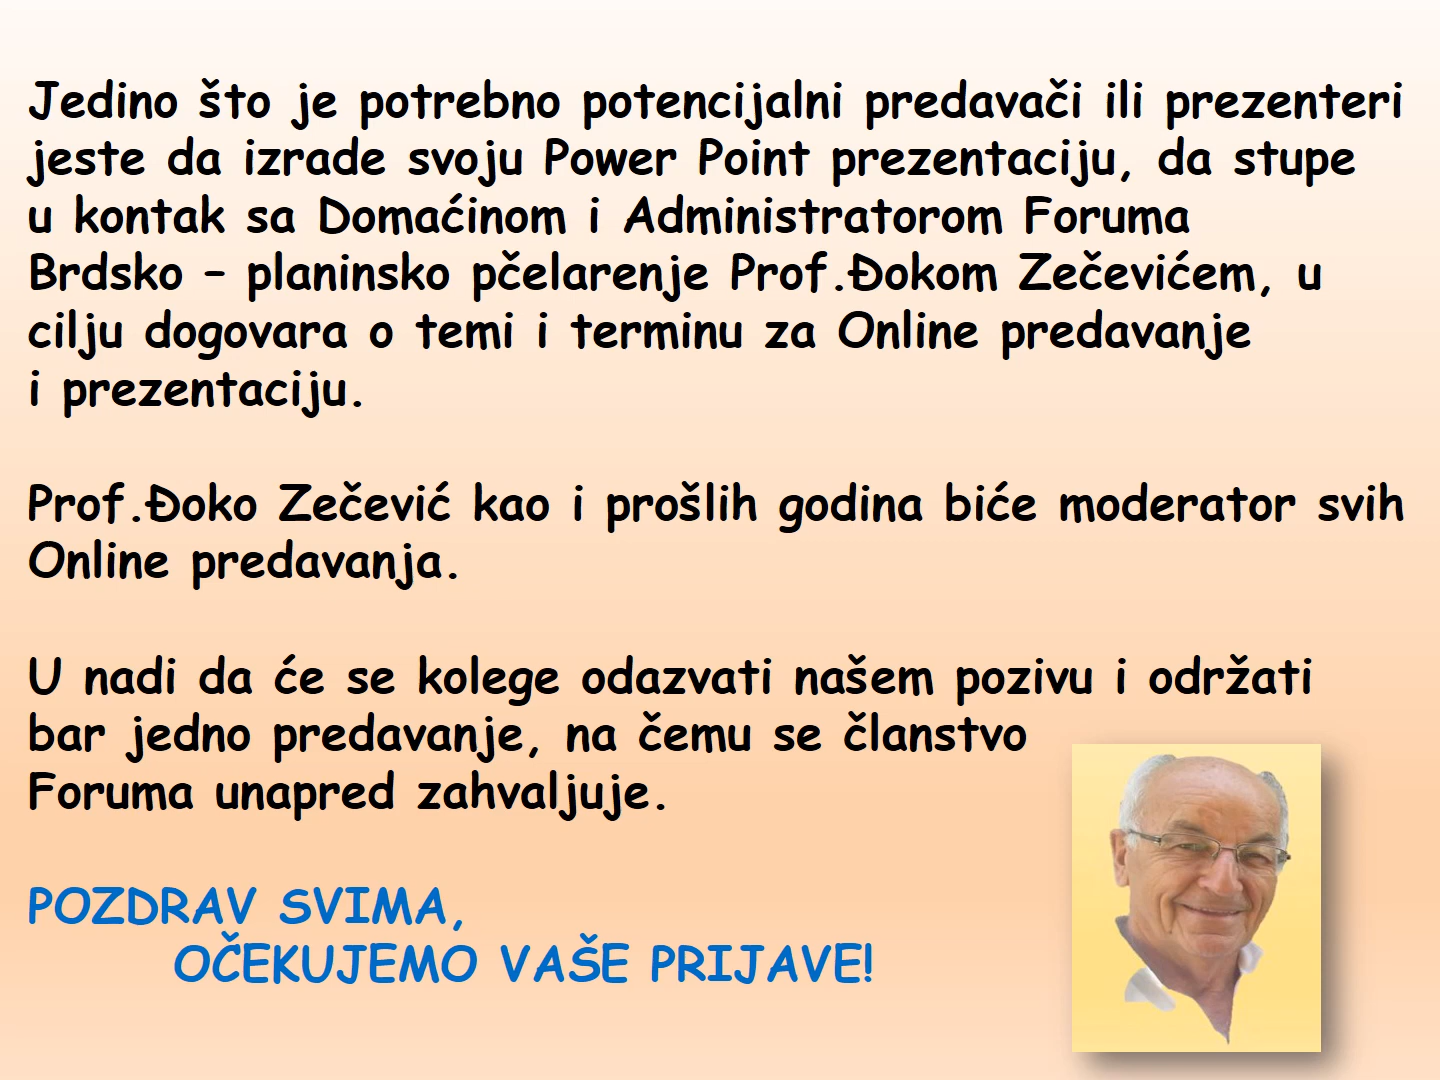 Jedino što je potrebno potencijalni predavači ili prezenteri
jeste da izrade svoju Power Point prezentaciju, da stupe
u kontak sa Domaćinom i Administratorom Foruma
Brdsko – planinsko pčelarenje Prof.Đokom Zečevićem, u
cilju dogovara o temi i terminu za Online predavanje
i prezentaciju.
Prof.Đoko Zečević kao i prošlih godina biće moderator svih
Online predavanja.
U nadi da će se kolege odazvati našem pozivu i održati
bar jedno predavanje, na čemu se članstvo
Foruma unapred zahvaljuje.
POZDRAV SVIMA,
OČEKUJEMO VAŠE PRIJAVE!